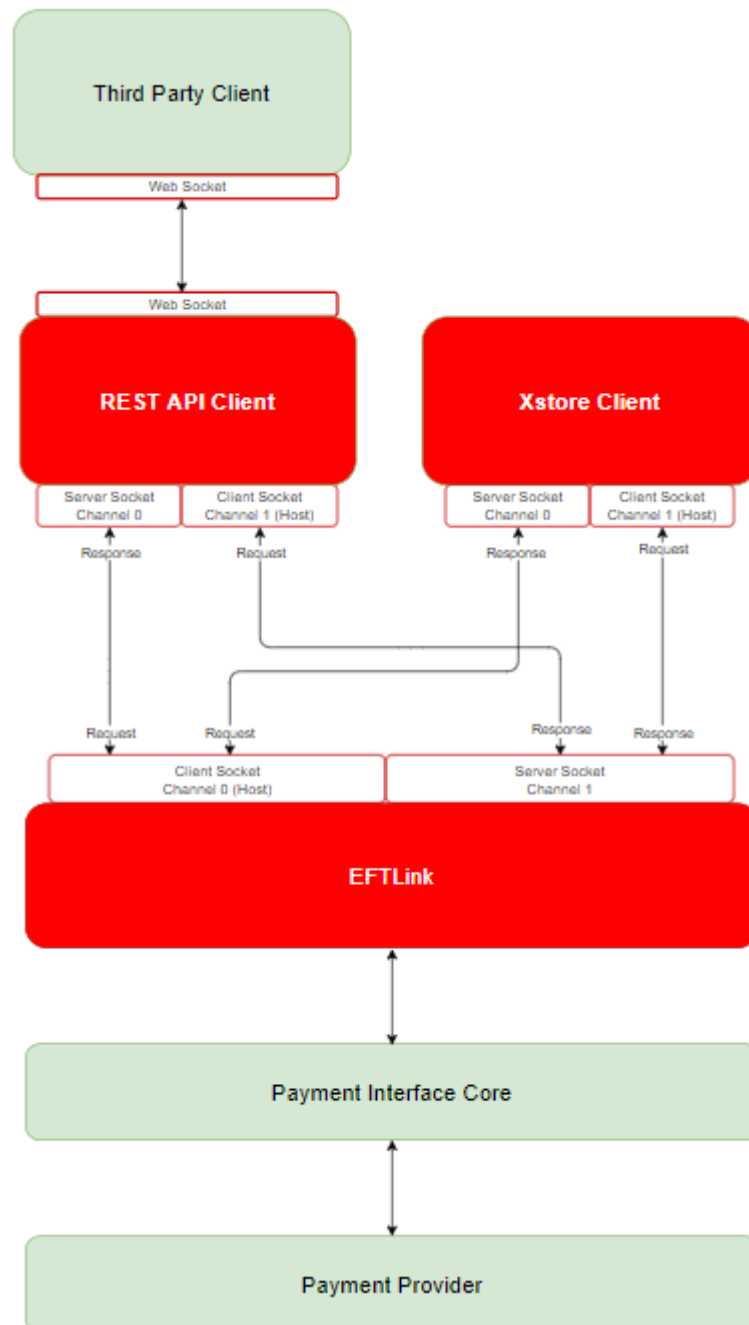 Third Party Client
Web Socket
Web Socket
REST API Client
Xstore Client
Server Socket
Channel 0
Client Socket
Channel 1 (Host)
Server Socket
Channel 0
Client Socket
Channel 1 (Host)
Response
Request
Response
Request
Request
Request
Response
Response
Client Socket
Channel 0 (Host)
Server Socket
Channel 1
EFTLink
Payment Interface Core
Payment Provider